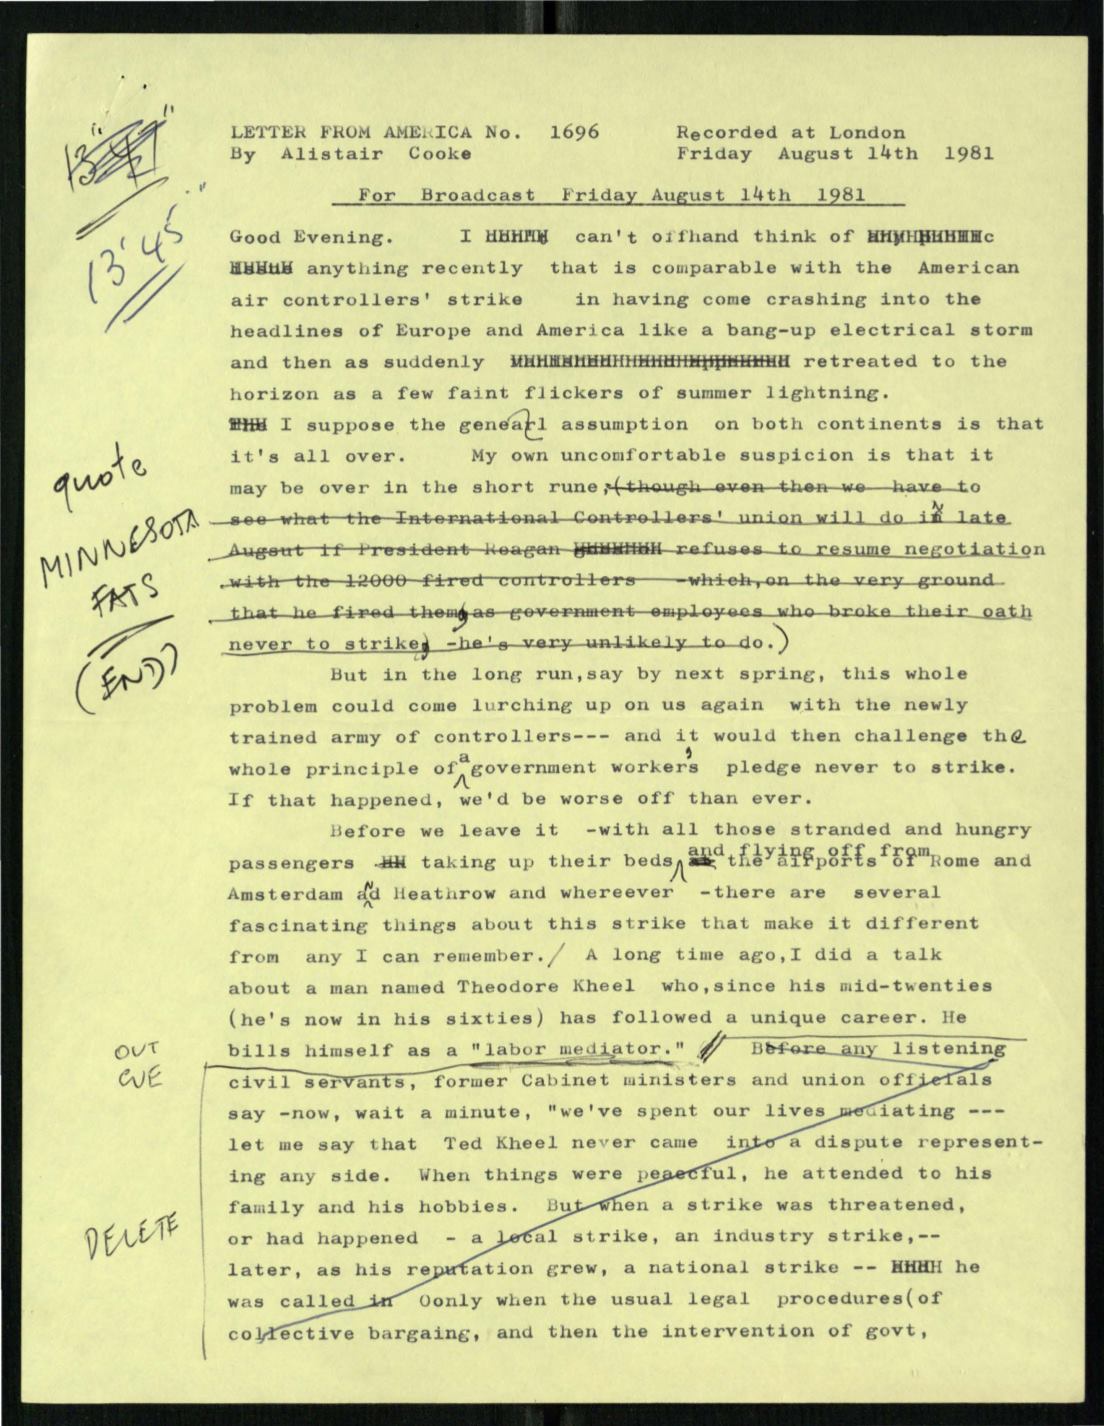 LETTER FROM AMERICA No. 1696 Recorded at London
By Alistair Cooke Friday August 14th 1981
For Broadcast Friday August 14th 1981
13'45"
Good Evening. I can't offhand think of
anything recently that is comparable with the American
air controllers' strike in having come crashing into the
headlines of Europe and America like a bang-up electrical storm
and then as suddenly retreated to the
horizon as a few faint flickers of summer lightning.
I suppose the genearl assumption on both continents is that
it's all over. My own uncomfortable suspicion is that it
quote
MINNESOTA
FATS
(END)
may be over in the short rune,(though even then we have to
see what the International Controllers' union will do in late
Augsut if President Reagan refuses to resume negotiation
with the 12000 fired controllers -which,on the very ground
that he fired them,as government employees who broke their oath
never to strike) -he's very unlikely to do.)
But in the long run,say by next spring, this whole
problem could come lurching up on us again with the newly
trained army of controllers--- and it would then challenge the
whole principle of a government worker's pledge never to strike.
If that happened, we'd be worse off than ever.
Before we leave it -with all those stranded and hungry
passengers taking up their beds and flying off from the airports of Rome and
Amsterdam and Heathrow and whereever -there are several
fascinating things about this strike that make it different
from any I can remember./ A long time ago,I did a talk
about a man named Theodore Kheel who,since his mid-twenties
(he's now in his sixties) has followed a unique career. He
OUT
CUE
bills himself as a "labor mediator." // Before any listening
civil servants, former Cabinet ministers and union officials
say -now, wait a minute, "we've spent our lives mediating ---
let me say that Ted Kheel never came into a dispute represent-
ing any side. When things were peaecful, he attended to his
family and his hobbies. But when a strike was threatened,
DELETE
or had happened - a local strike, an industry strike,--
later, as his reputation grew, a national strike -- he
was called in Oonly when the usual legal procedures(of
collective bargaing, and then the intervention of govt,